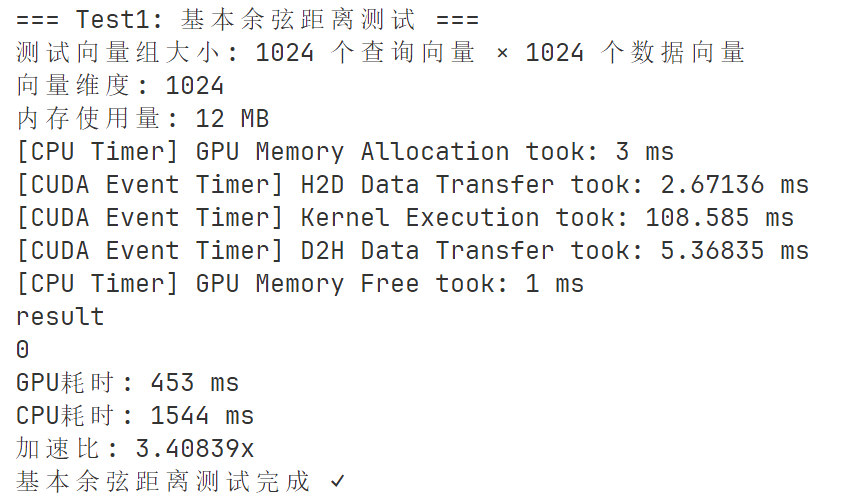 === Test1: 基本余弦距离测试 ===
测试向量组大小: 1024 个查询向量 × 1024 个数据向量
向量维度: 1024
内存使用量: 12 MB
[CPU Timer] GPU Memory Allocation took: 3 ms
[CUDA Event Timer] H2D Data Transfer took: 2.67136 ms
[CUDA Event Timer] Kernel Execution took: 108.585 ms
[CUDA Event Timer] D2H Data Transfer took: 5.36835 ms
[CPU Timer] GPU Memory Free took: 1 ms
result
0
GPU耗时: 453 ms
CPU耗时: 1544 ms
加速比: 3.40839x
基本余弦距离测试完成 ✓